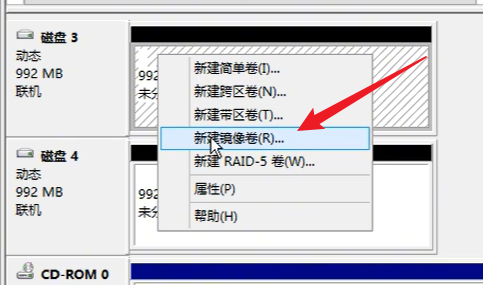 磁盘 3
动态
992 MB
联机
992
未分
新建简单卷(I)...
新建跨区卷(N)...
新建带区卷(T)...
新建镜像卷(R)...
新建 RAID-5 卷(W)...
属性(P)
帮助(H)
磁盘 4
动态
992 MB
联机
992
未分
CD-ROM 0